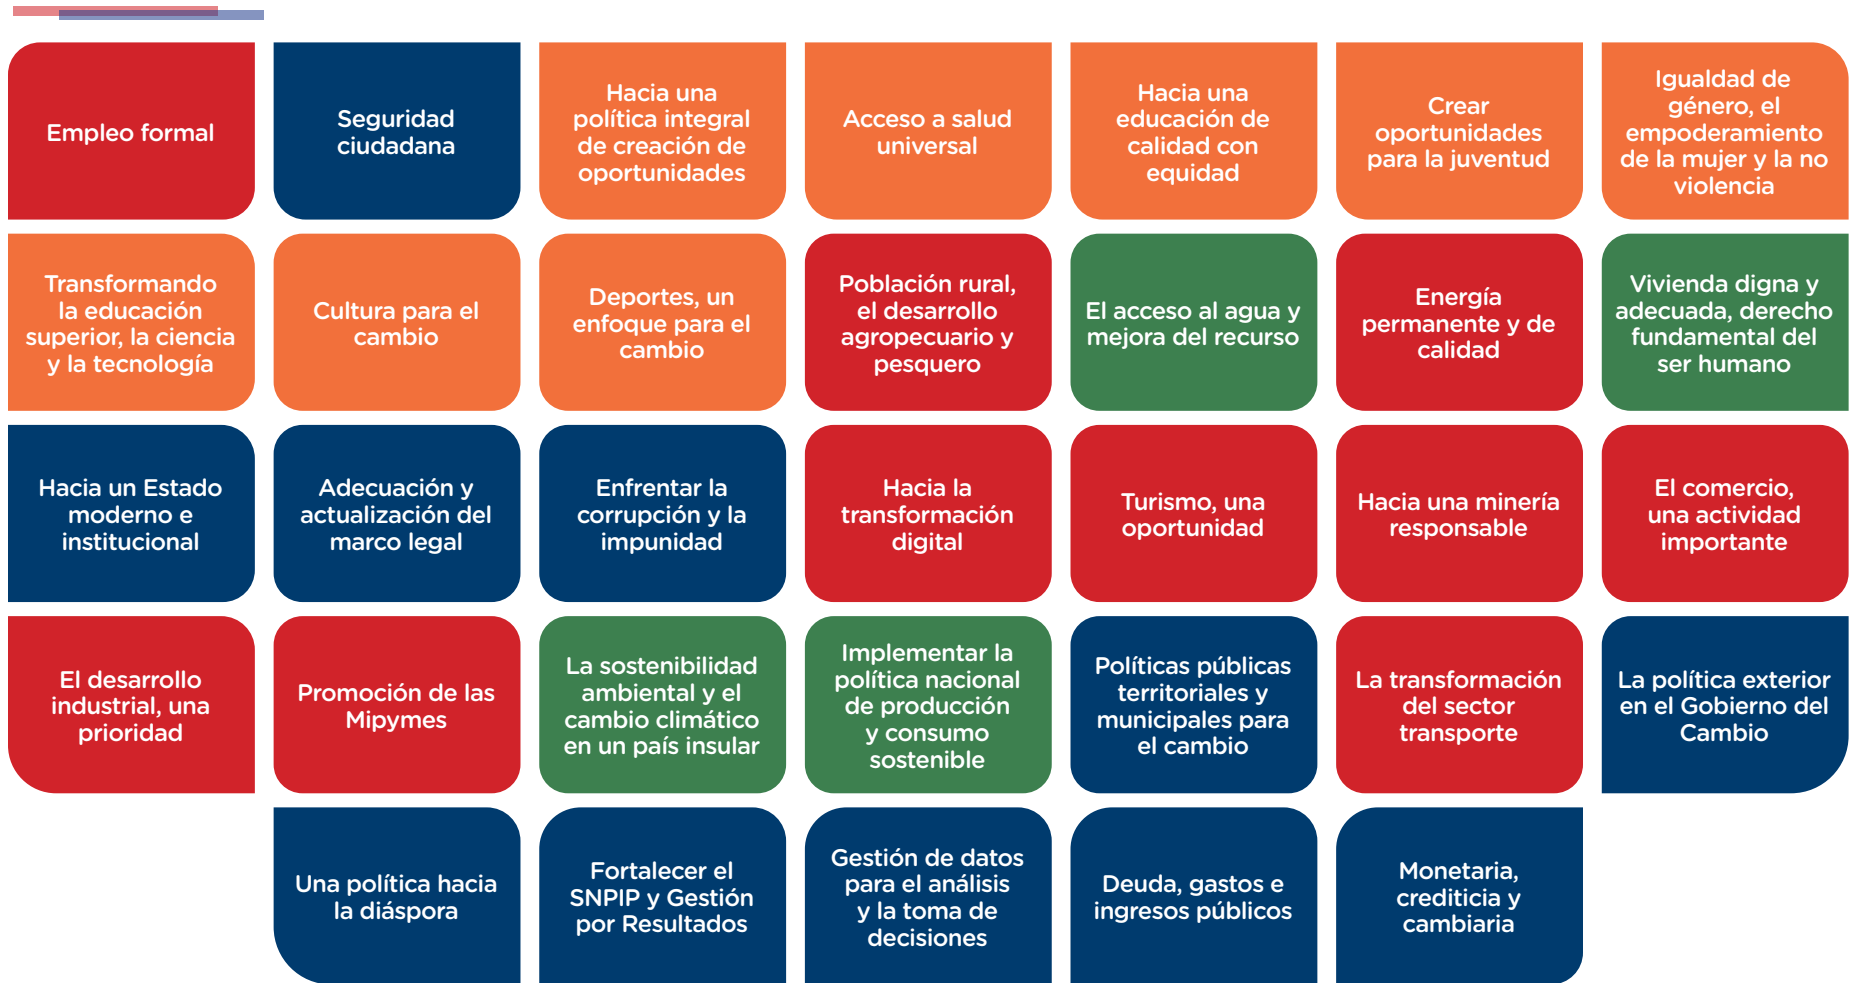 Empleo formal
Seguridad
ciudadana
Hacia una
política integral
de creación de
oportunidades
Acceso a salud
universal
Hacia una
educación de
calidad con
equidad
Crear
oportunidades
para la juventud
Igualdad de
género, el
empoderamiento
de la mujer y la no
violencia
Transformando
la educación
superior, la ciencia
y la tecnología
Cultura para el
cambio
Deportes, un
enfoque para el
cambio
Población rural,
el desarrollo
agropecuario y
pesquero
El acceso al agua y
mejora del recurso
Energía
permanente y de
calidad
Vivienda digna y
adecuada, derecho
fundamental del
ser humano
Hacia un Estado
moderno e
institucional
Adecuación y
actualización del
marco legal
Enfrentar la
corrupción y la
impunidad
Hacia la
transformación
digital
Turismo, una
oportunidad
Hacia una minería
responsable
El comercio,
una actividad
importante
El desarrollo
industrial, una
prioridad
Promoción de las
Mipymes
La sostenibilidad
ambiental y el
cambio climático
en un país insular
Implementar la
política nacional
de producción
y consumo
sostenible
Políticas públicas
territoriales y
municipales para
el cambio
La transformación
del sector
transporte
La política exterior
en el Gobierno del
Cambio
Una política hacia
la diáspora
Fortalecer el
SNPIP y Gestión
por Resultados
Gestión de datos
para el análisis
y la toma de
decisiones
Deuda, gastos e
ingresos públicos
Monetaria,
crediticia y
cambiaria